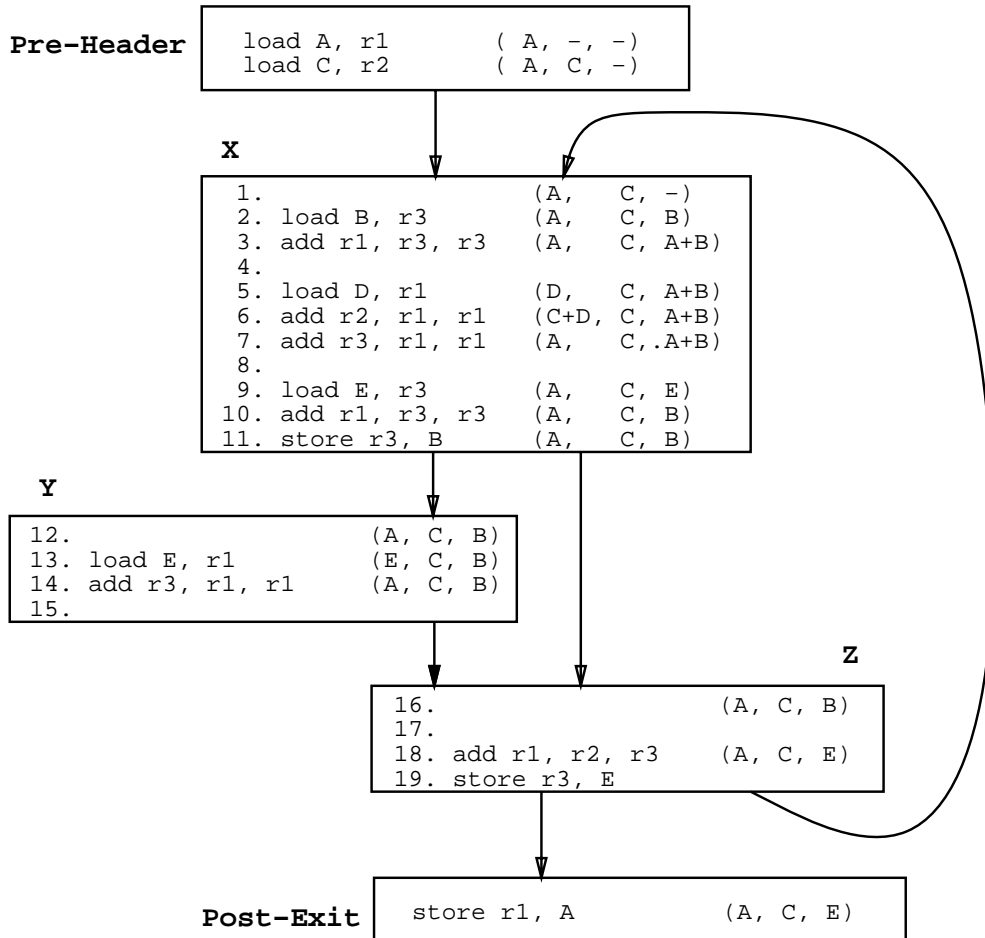 Pre-Header
load A, r1 ( A, -, -)
load C, r2 ( A, C, -)
X
1. (A, C, -)
2. load B, r3 (A, C, B)
3. add r1, r3, r3 (A, C, A+B)
4.
5. load D, r1 (D, C, A+B)
6. add r2, r1, r1 (C+D, C, A+B)
7. add r3, r1, r1 (A, C,.A+B)
8.
9. load E, r3 (A, C, E)
10. add r1, r3, r3 (A, C, B)
11. store r3, B (A, C, B)
Y
12. (A, C, B)
13. load E, r1 (E, C, B)
14. add r3, r1, r1 (A, C, B)
15.
Z
16. (A, C, B)
17.
18. add r1, r2, r3 (A, C, E)
19. store r3, E
Post-Exit
store r1, A (A, C, E)